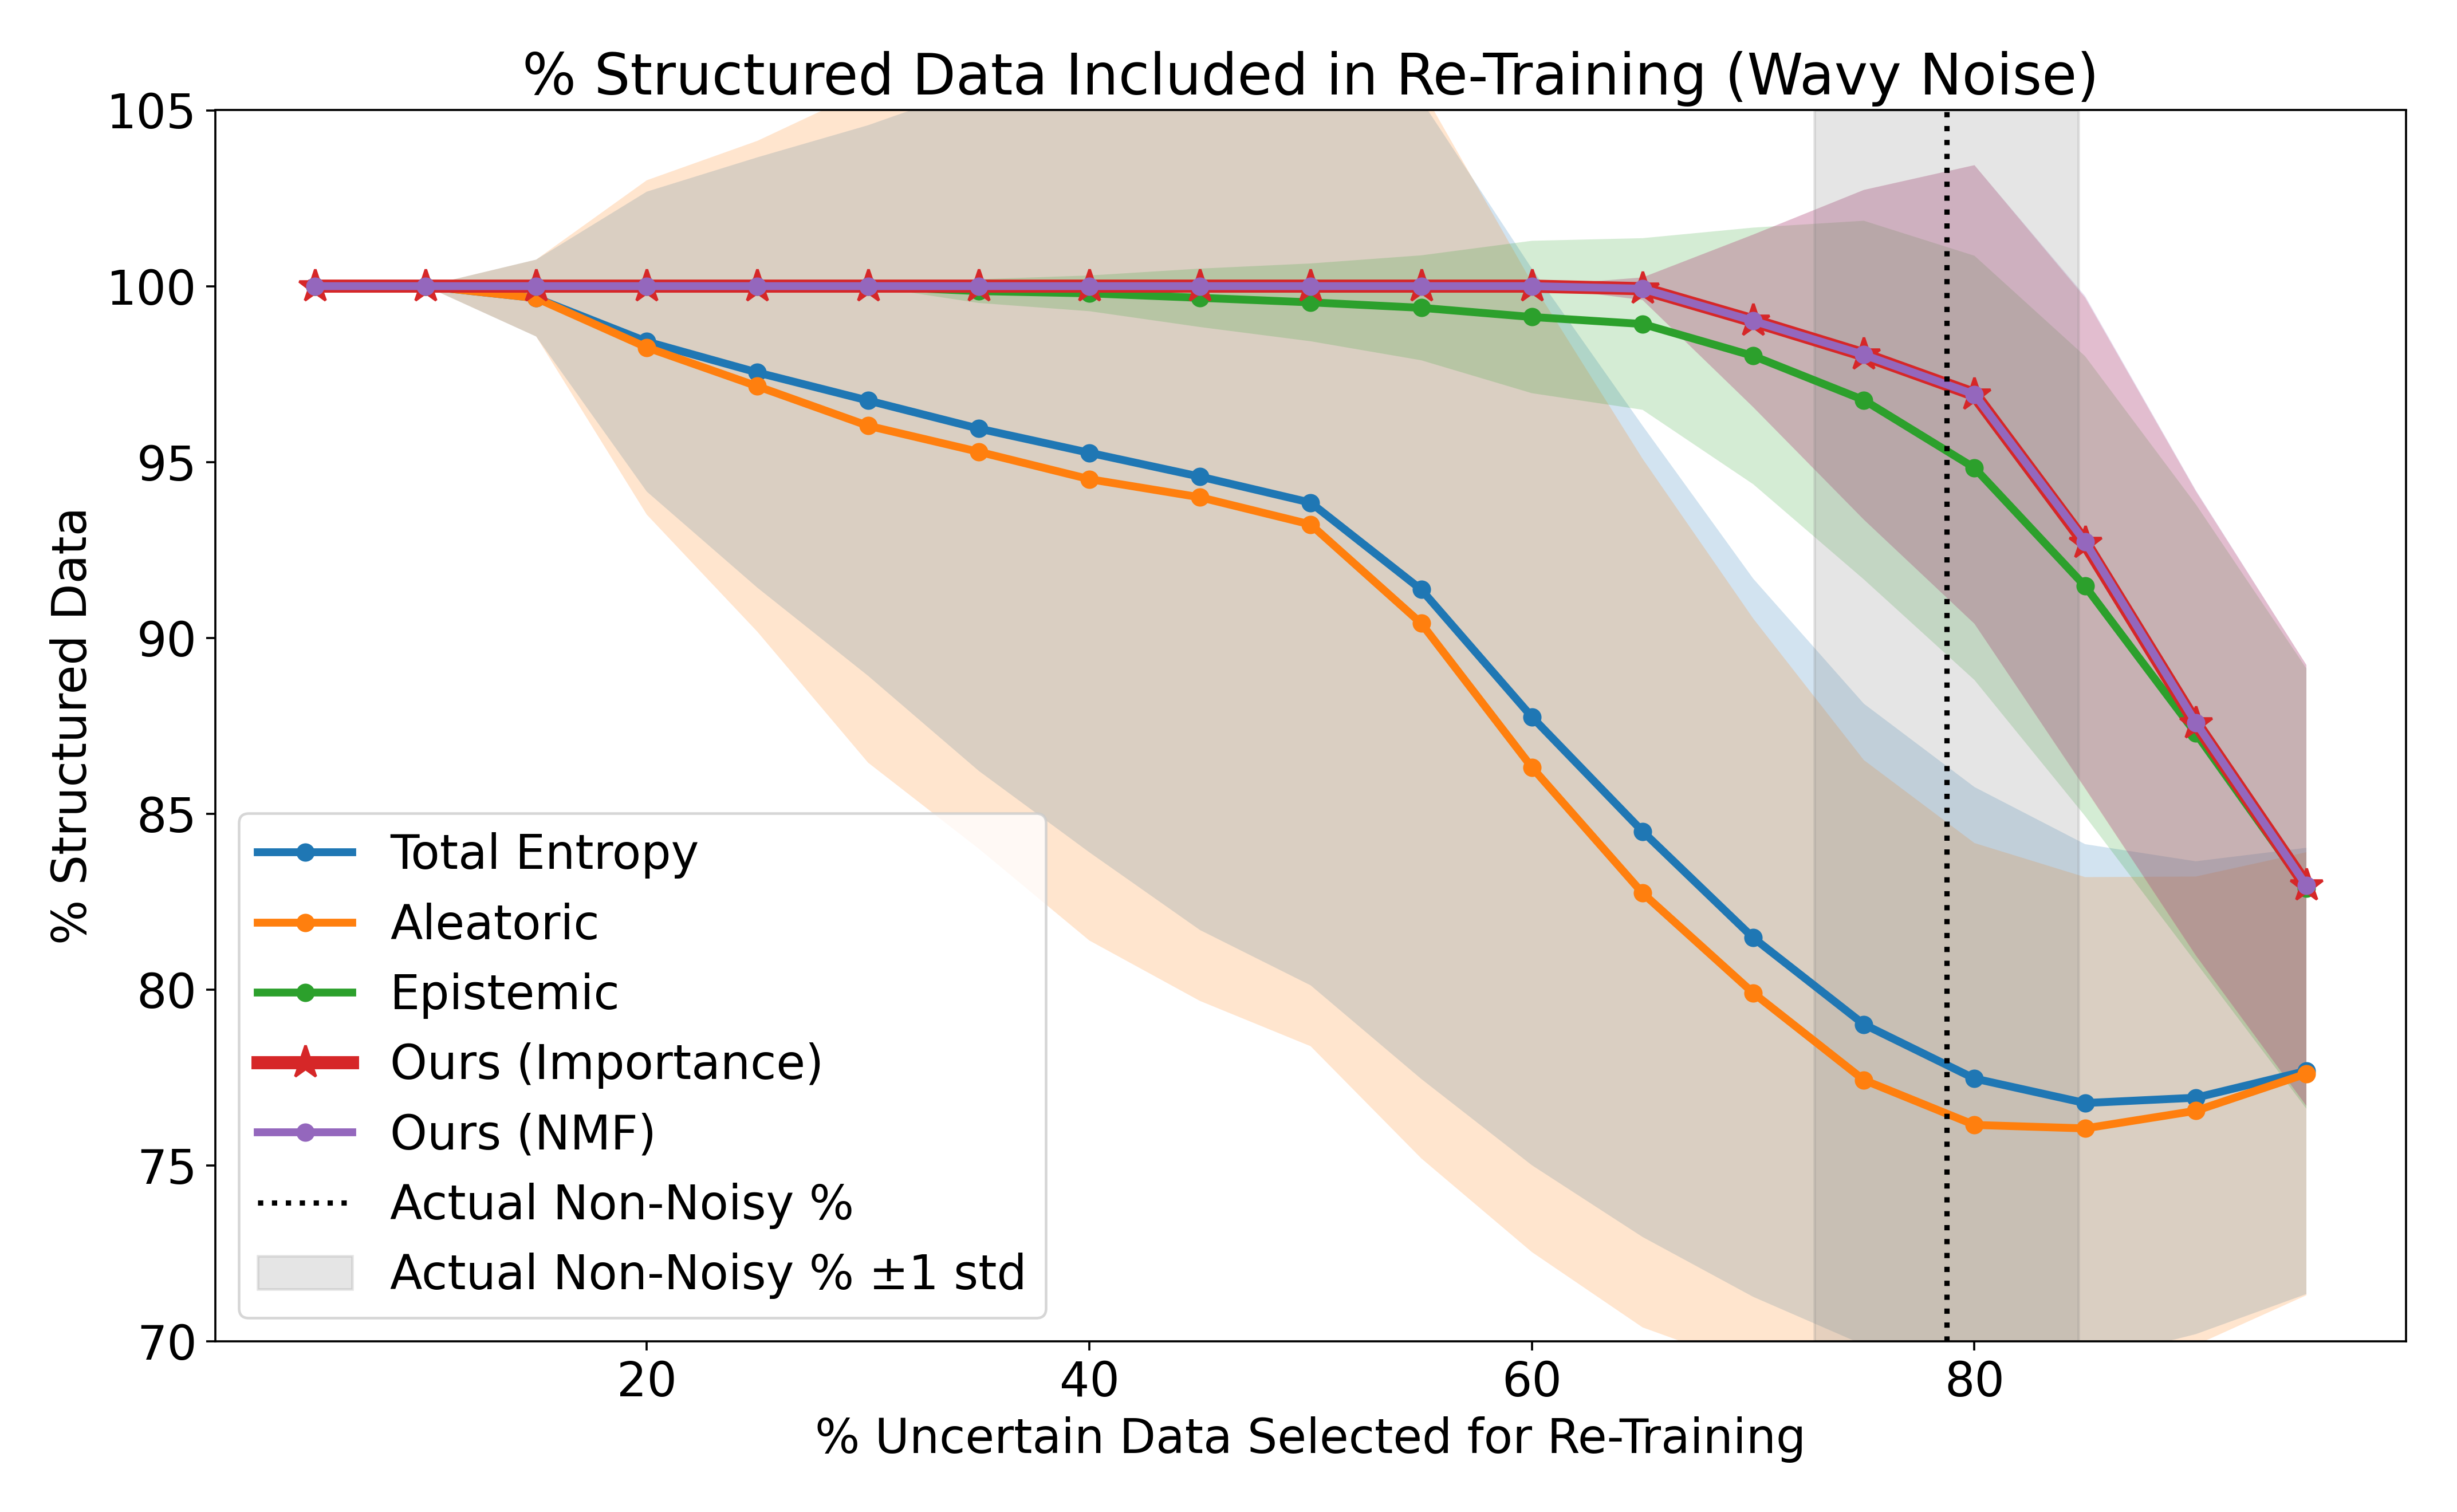 % Structured Data Included in Re-Training (Wavy Noise)
105
100
95
90
85
80
75
70
% Structured Data
Total Entropy
Aleatoric
Epistemic
Ours (Importance)
Ours (NMF)
Actual Non-Noisy %
Actual Non-Noisy % ±1 std
20
40
60
80
% Uncertain Data Selected for Re-Training